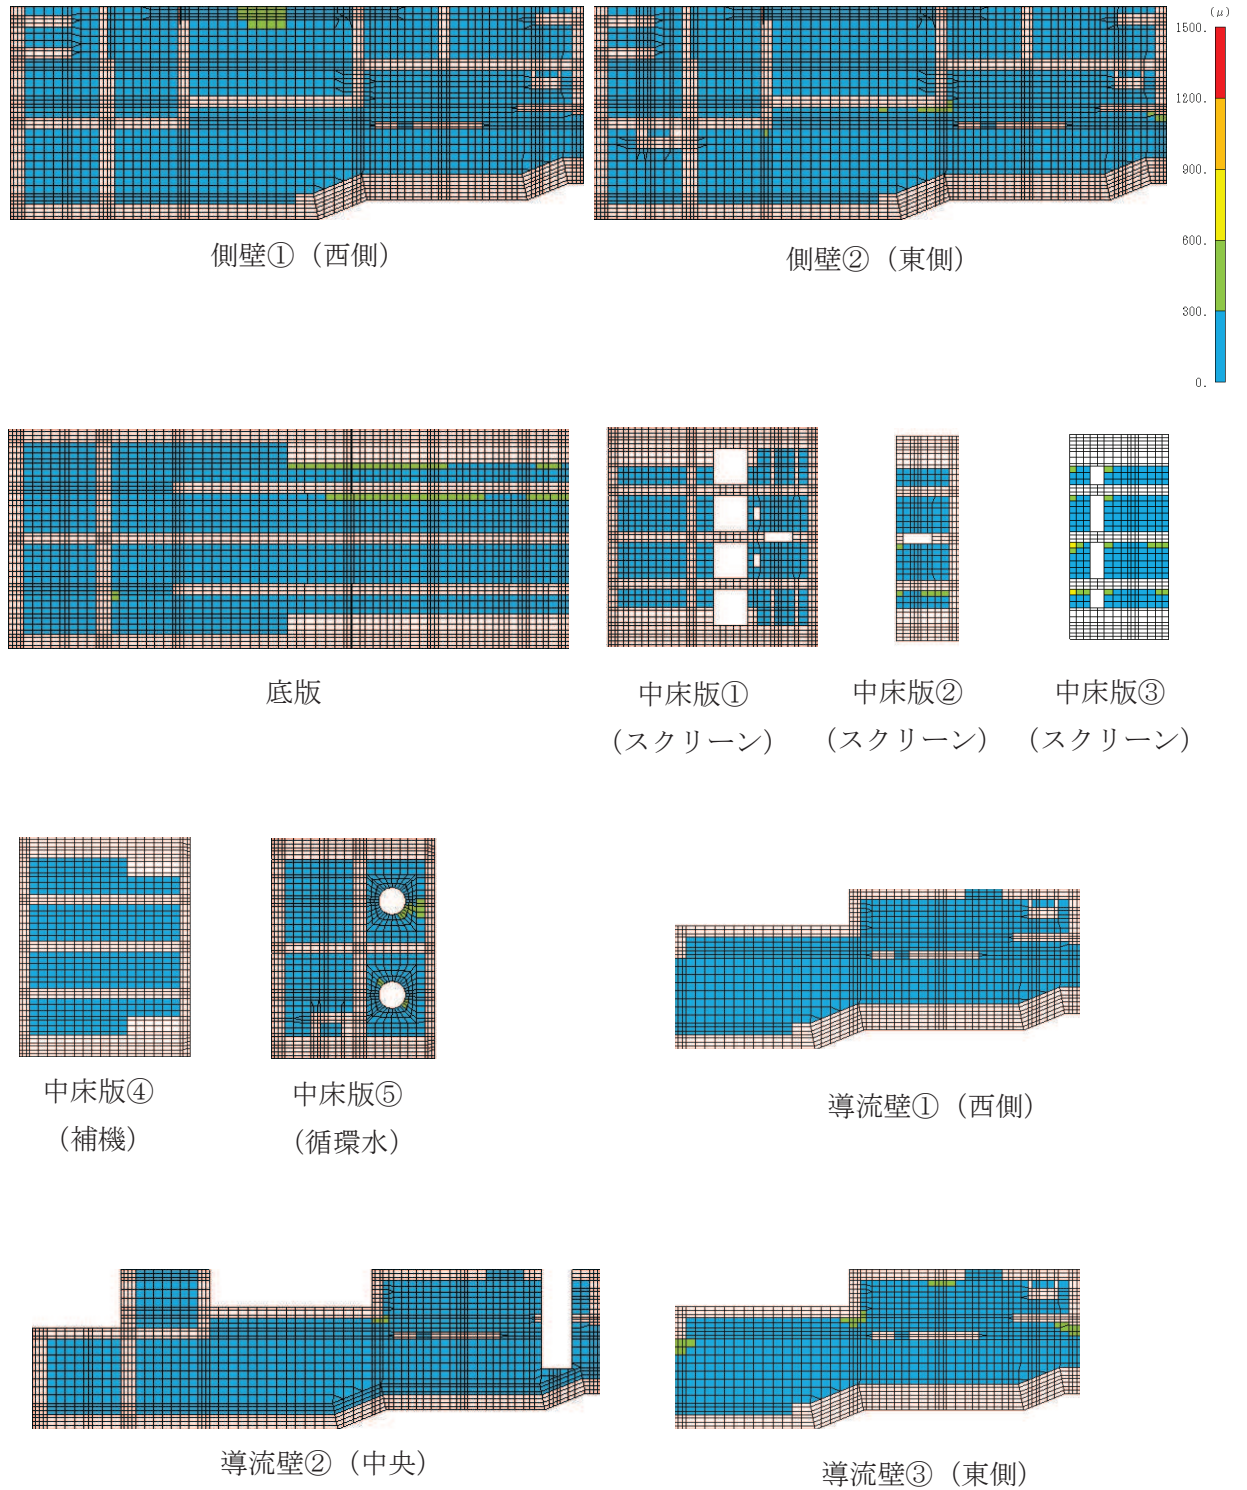 (μ)
1500.
1200.
900.
600.
300.
0.
側壁①（西側）
側壁②（東側）
底版
中床版①
（スクリーン）
中床版②
（スクリーン）
中床版③
（スクリーン）
中床版④
（補機）
中床版⑤
（循環水）
導流壁①（西側）
導流壁②（中央）
導流壁③（東側）